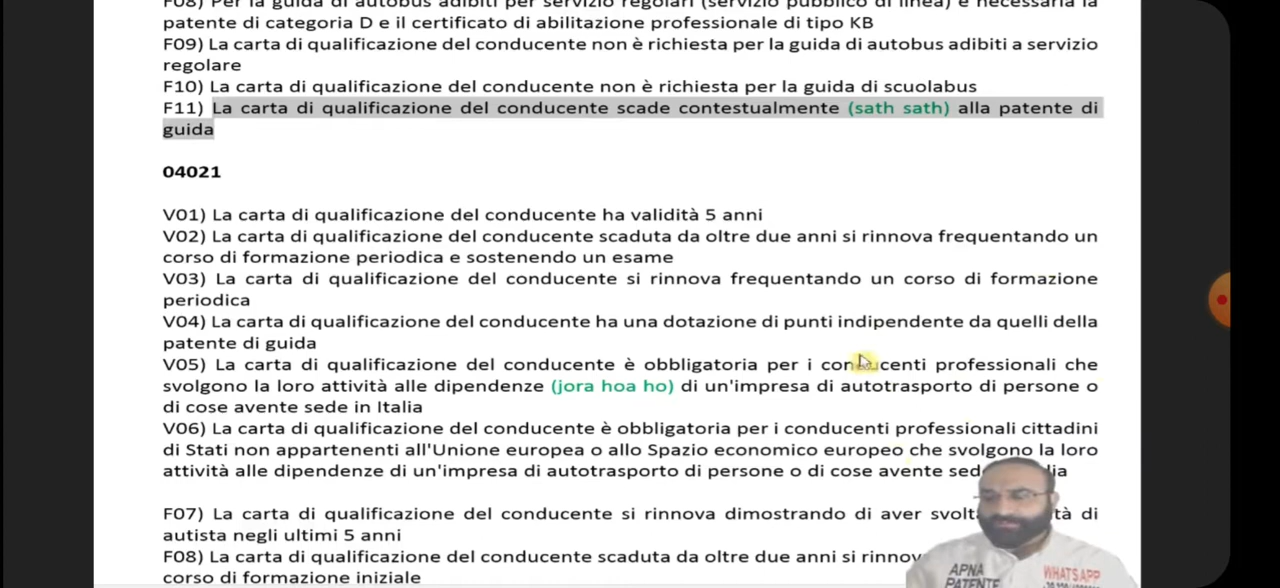 F08) Per la guida di autobus adibiti per servizio regolari (servizio pubblico di linea) è necessaria la
patente di categoria D e il certificato di abilitazione professionale di tipo KB
F09) La carta di qualificazione del conducente non è richiesta per la guida di autobus adibiti a servizio
regolare
F10) La carta di qualificazione del conducente non è richiesta per la guida di scuolabus
F11) La carta di qualificazione del conducente scade contestualmente (sath sath) alla patente di
guida
04021
V01) La carta di qualificazione del conducente ha validità 5 anni
V02) La carta di qualificazione del conducente scaduta da oltre due anni si rinnova frequentando un
corso di formazione periodica e sostenendo un esame
V03) La carta di qualificazione del conducente si rinnova frequentando un corso di formazione
periodica
V04) La carta di qualificazione del conducente ha una dotazione di punti indipendente da quelli della
patente di guida
V05) La carta di qualificazione del conducente è obbligatoria per i conducenti professionali che
svolgono la loro attività alle dipendenze (jora hoa ho) di un'impresa di autotrasporto di persone o
di cose avente sede in Italia
V06) La carta di qualificazione del conducente è obbligatoria per i conducenti professionali cittadini
di Stati non appartenenti all'Unione europea o allo Spazio economico europeo che svolgono la loro
attività alle dipendenze di un'impresa di autotrasporto di persone o di cose avente
F07) La carta di qualificazione del conducente si rinnova dimostrando di aver di
autista negli ultimi 5 anni
F08) La carta di qualificazione del conducente scaduta da oltre due anni si
corso di formazione iniziale
APNA
PATENTE
WHATSAPP